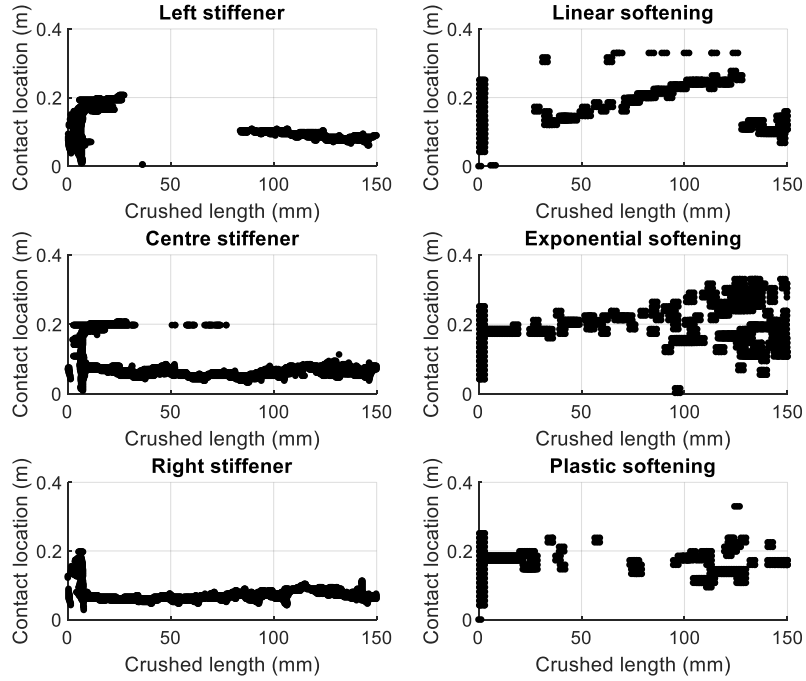 Left stiffener
Contact location (m)
0.4
0.2
0
0
50
100
150
Crushed length (mm)
Linear softening
Contact location (m)
0.4
0.2
0
0
50
100
150
Crushed length (mm)
Centre stiffener
Contact location (m)
0.4
0.2
0
0
50
100
150
Crushed length (mm)
Exponential softening
Contact location (m)
0.4
0.2
0
0
50
100
150
Crushed length (mm)
Right stiffener
Contact location (m)
0.4
0.2
0
0
50
100
150
Crushed length (mm)
Plastic softening
Contact location (m)
0.4
0.2
0
0
50
100
150
Crushed length (mm)